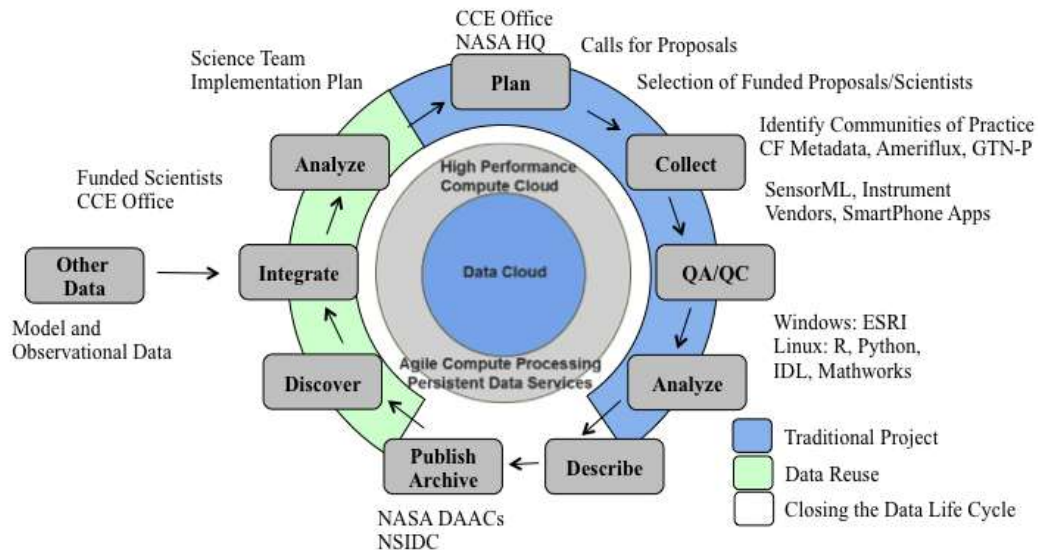 CCE Office
NASA HQ
Calls for Proposals
Plan
Science Team
Implementation Plan
Selection of Funded Proposals/Scientists
Identify Communities of Practice
CF Metadata, Ameriflux, GTN-P
Collect
SensorML, Instrument
Vendors, SmartPhone Apps
QA/QC
Windows: ESRI
Linux: R, Python,
IDL, Mathworks
Analyze
Describe
Publish
Archive
NASA DAACs
NSIDC
Discover
Integrate
Other
Data
Model and
Observational Data
Funded Scientists
CCE Office
Analyze
High Performance
Compute Cloud
Data Cloud
Agile Compute Processing
Persistent Data Services
Traditional Project
Data Reuse
Closing the Data Life Cycle